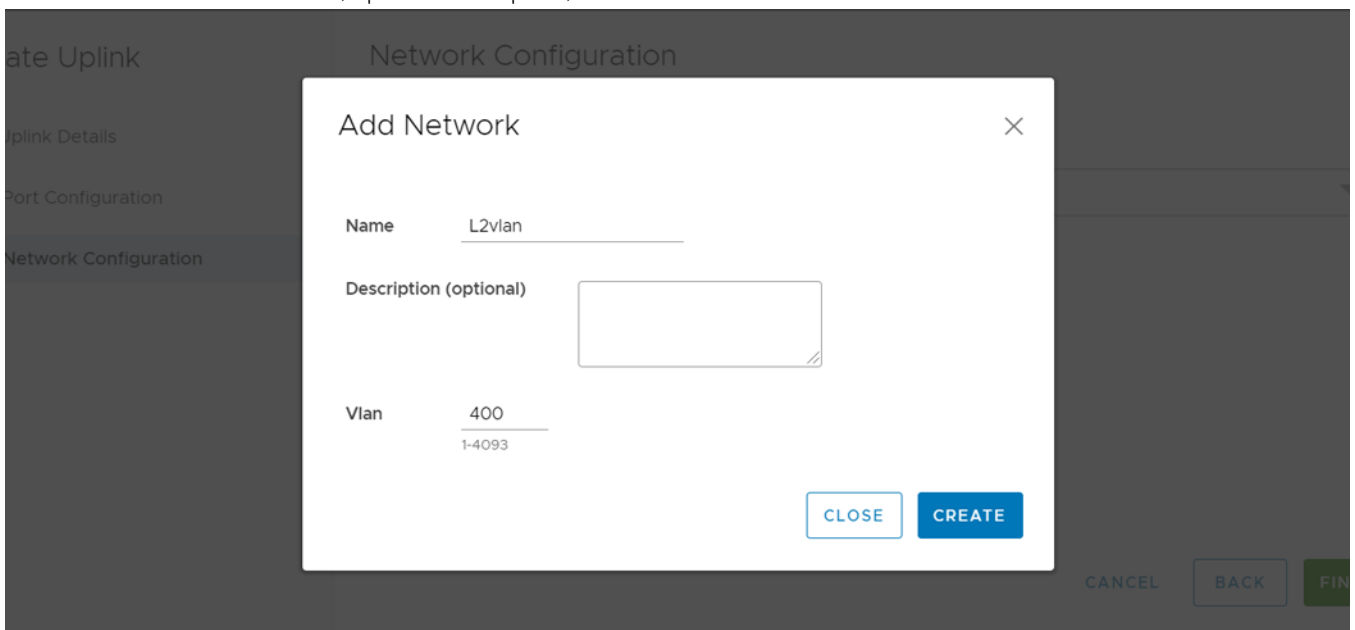 ate Uplink
Network Configuration
Uplink Details
Port Configuration
Network Configuration
Add Network
Name L2vlan
Description (optional)
Vlan 400
1-4093
CLOSE CREATE
CANCEL BACK FIN